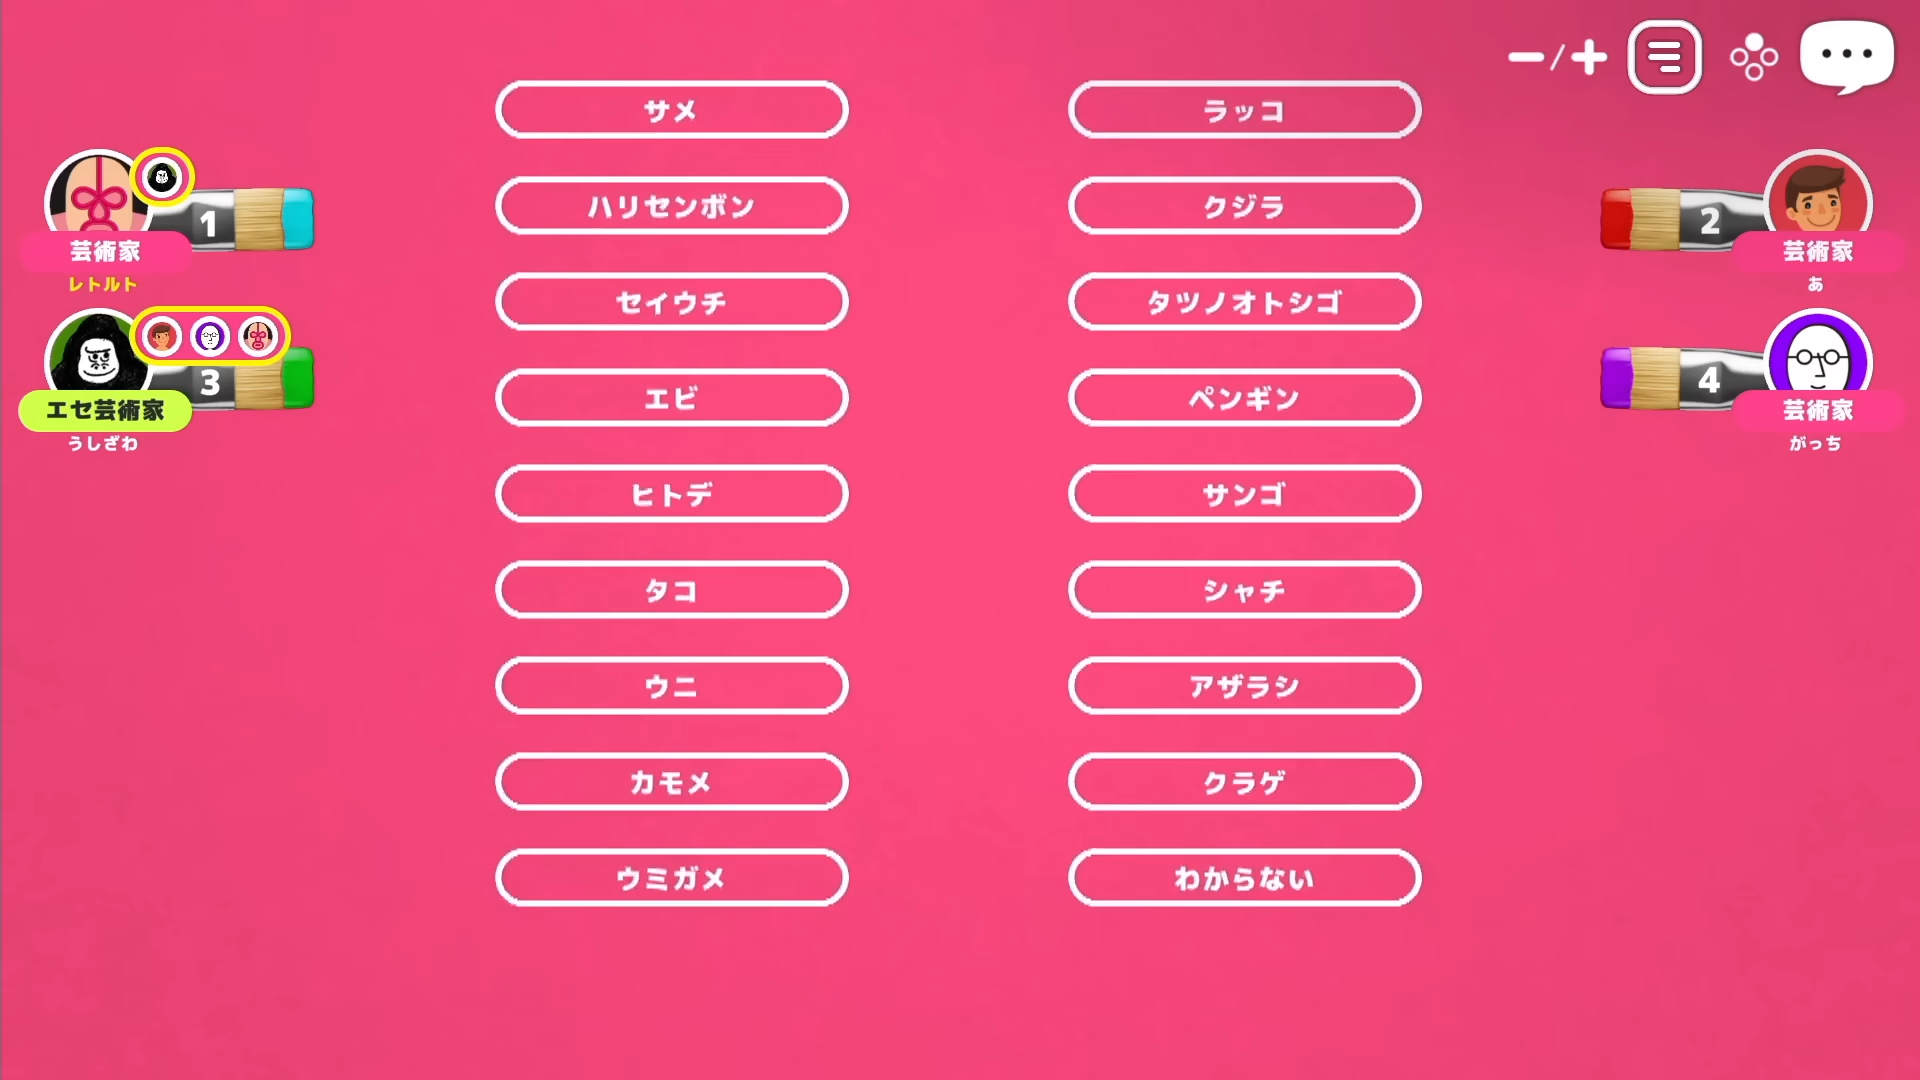 −/+
サメ
ラッコ
ハリセンボン
クジラ
セイウチ
タツノオトシゴ
エビ
ペンギン
ヒトデ
サンゴ
タコ
シャチ
ウニ
アザラシ
カモメ
クラゲ
ウミガメ
わからない
1
芸術家
レトルト
3
エセ芸術家
うしざわ
2
芸術家
あ
4
芸術家
がっち